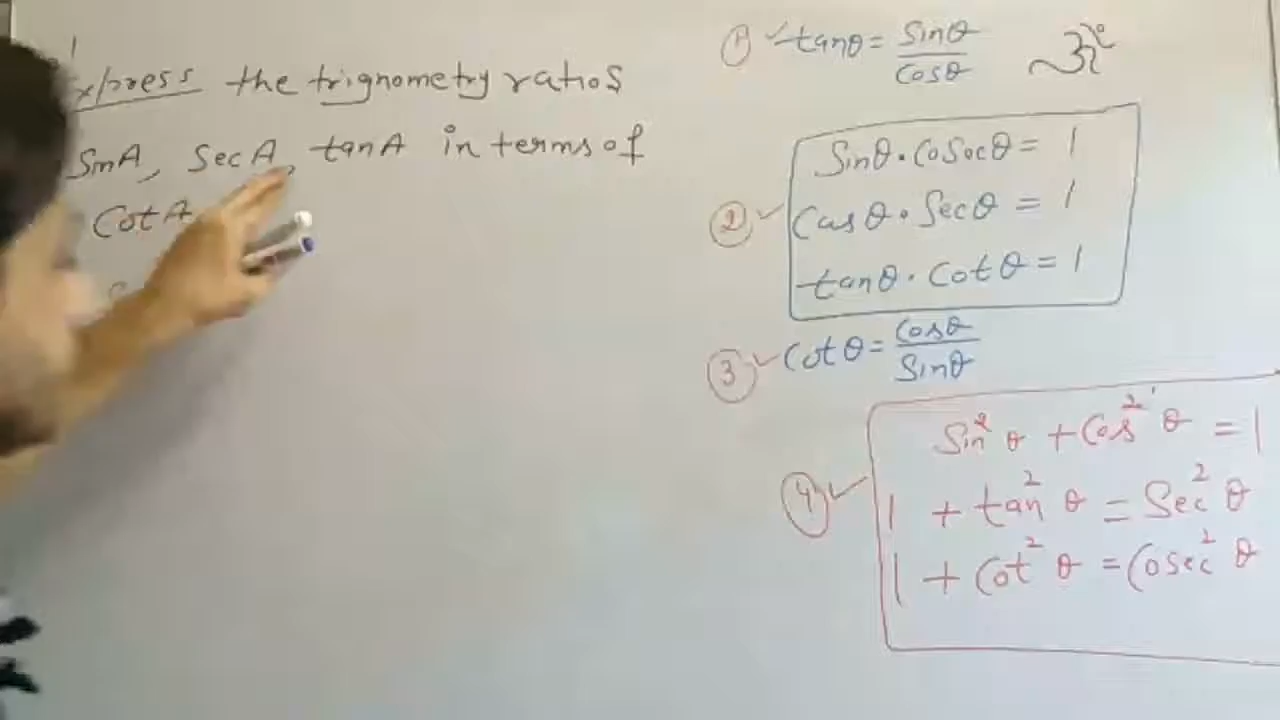 1
xpress the trignometry ratios
SinA, SecA, tanA in terms of
CotA
① ✓ tanθ = Sinθ/Cosθ
② ✓ Sinθ . Cosecθ = 1
Cosθ . Secθ = 1
tanθ . Cotθ = 1
③ ✓ Cotθ = Cosθ/Sinθ
④ ✓ Sin²θ + Cos²θ = 1
1 + tan²θ = Sec²θ
1 + Cot²θ = Cosec²θ